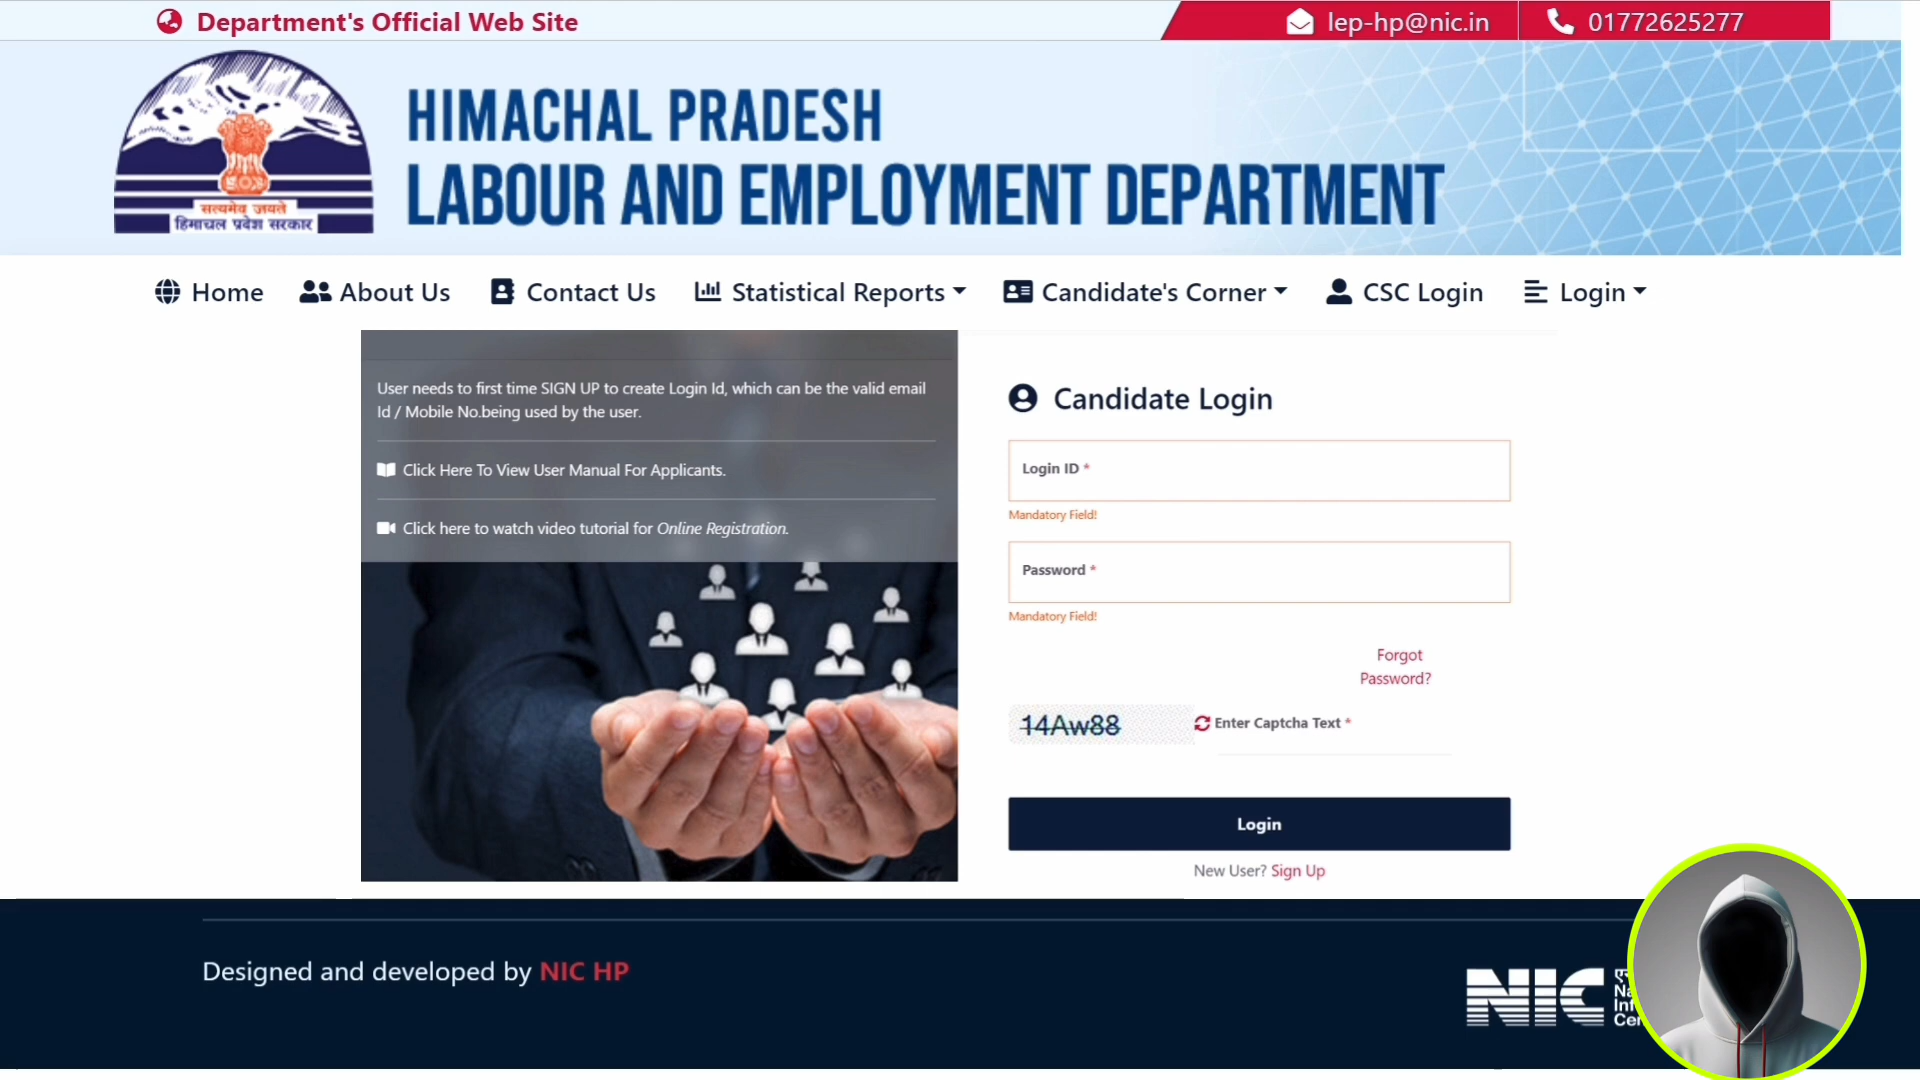 Department's Official Web Site
lep-hp@nic.in
01772625277
HIMACHAL PRADESH
LABOUR AND EMPLOYMENT DEPARTMENT
सत्यमेव जयते
हिमाचल प्रदेश सरकार
Home
About Us
Contact Us
Statistical Reports
Candidate's Corner
CSC Login
Login
User needs to first time SIGN UP to create Login Id, which can be the valid email
Id / Mobile No.being used by the user.
Click Here To View User Manual For Applicants.
Click here to watch video tutorial for Online Registration.
Candidate Login
Login ID *
Mandatory Field!
Password *
Mandatory Field!
Forgot
Password?
14Aw88
Enter Captcha Text *
Login
New User? Sign Up
Designed and developed by NIC HP
NIC